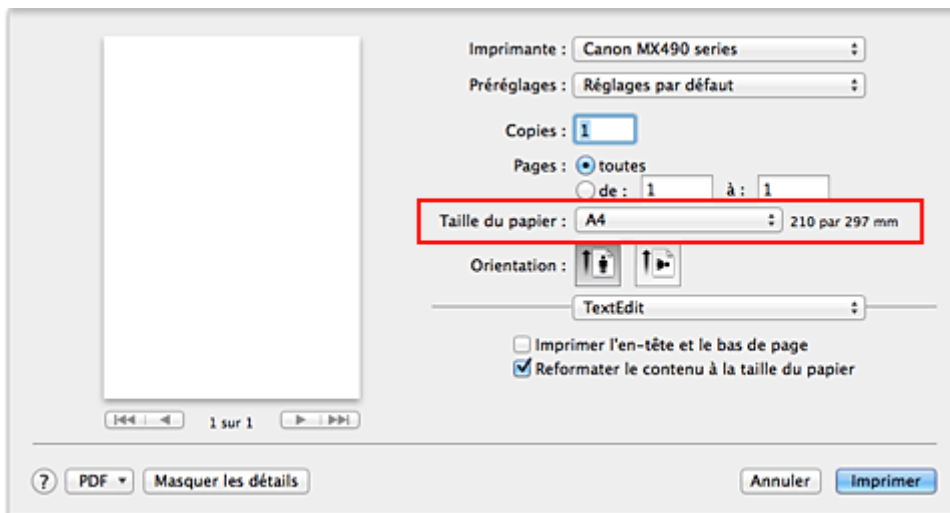 Imprimante : Canon MX490 series
Préréglages : Réglages par défaut
Copies : 1
Pages : toutes
de : 1 à : 1
Taille du papier : A4 210 par 297 mm
Orientation :
TextEdit
Imprimer l'en-tête et le bas de page
Reformater le contenu à la taille du papier
1 sur 1
? PDF Masquer les détails Annuler Imprimer